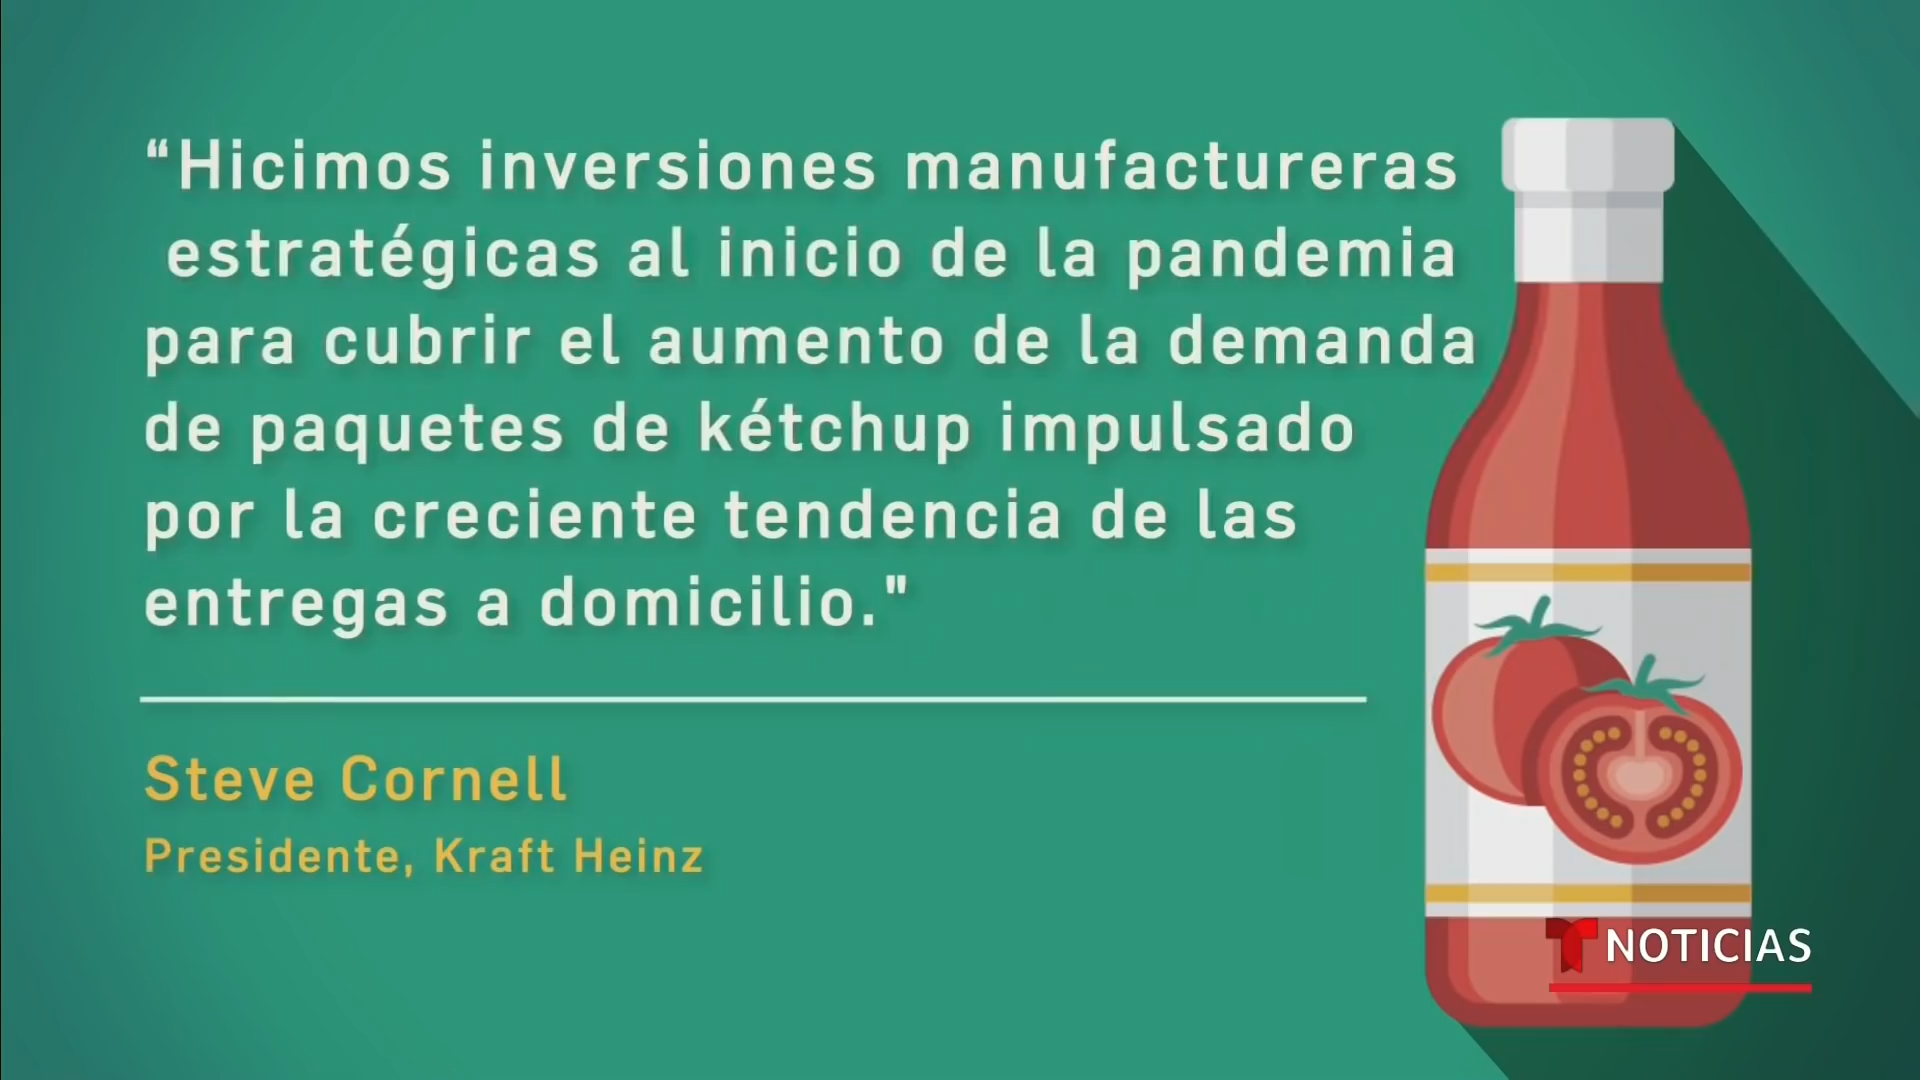 “Hicimos inversiones manufactureras
estratégicas al inicio de la pandemia
para cubrir el aumento de la demanda
de paquetes de kétchup impulsado
por la creciente tendencia de las
entregas a domicilio."
Steve Cornell
Presidente, Kraft Heinz
NOTICIAS